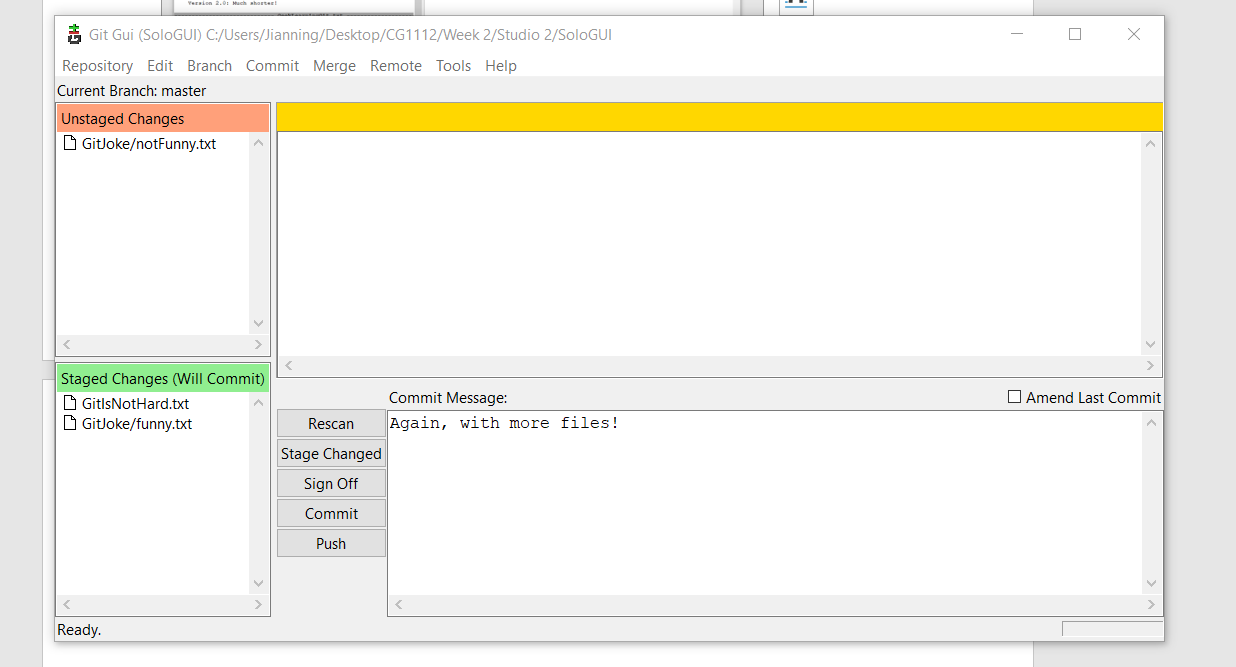 Version 2.0: Much shorter!
Git Gui (SoloGUI) C:/Users/Jianning/Desktop/CG1112/Week 2/Studio 2/SoloGUI
Repository Edit Branch Commit Merge Remote Tools Help
Current Branch: master
Unstaged Changes
GitJoke/notFunny.txt
Staged Changes (Will Commit)
GitIsNotHard.txt
GitJoke/funny.txt
Commit Message:
Amend Last Commit
Rescan
Stage Changed
Sign Off
Commit
Push
Again, with more files!
Ready.